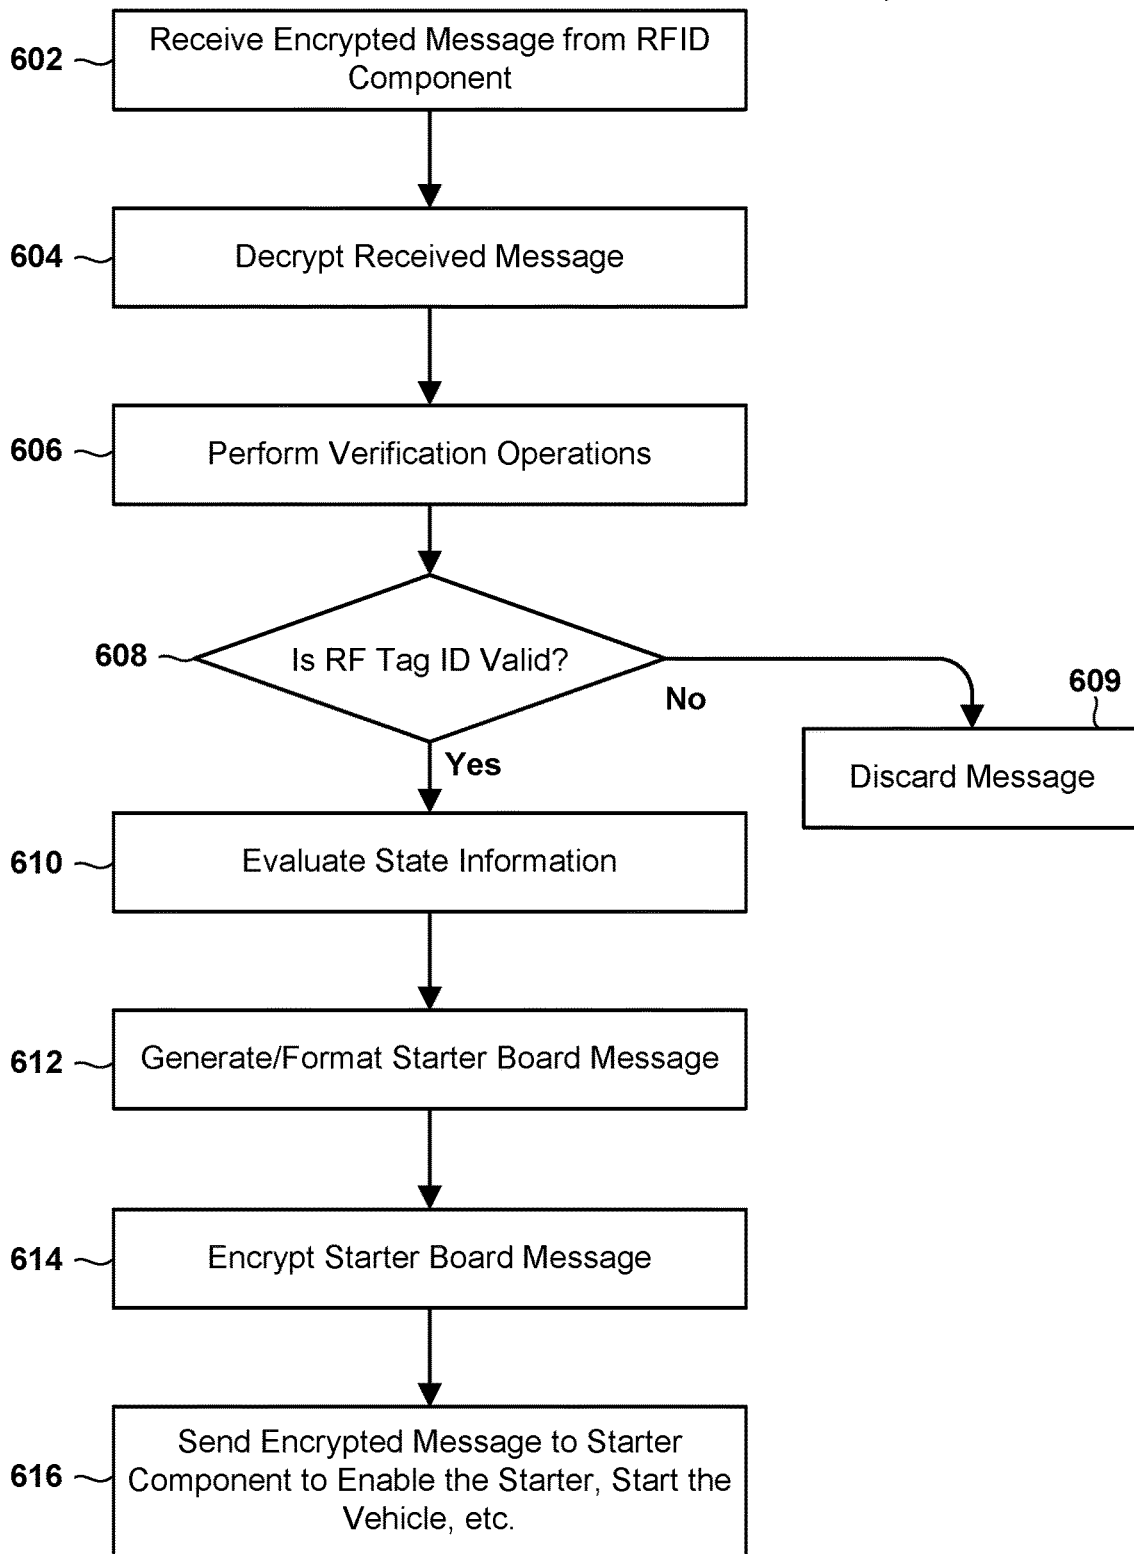 602
Receive Encrypted Message from RFID
Component
604
Decrypt Received Message
606
Perform Verification Operations
608
Is RF Tag ID Valid?
No
609
Discard Message
Yes
610
Evaluate State Information
612
Generate/Format Starter Board Message
614
Encrypt Starter Board Message
616
Send Encrypted Message to Starter
Component to Enable the Starter, Start the
Vehicle, etc.